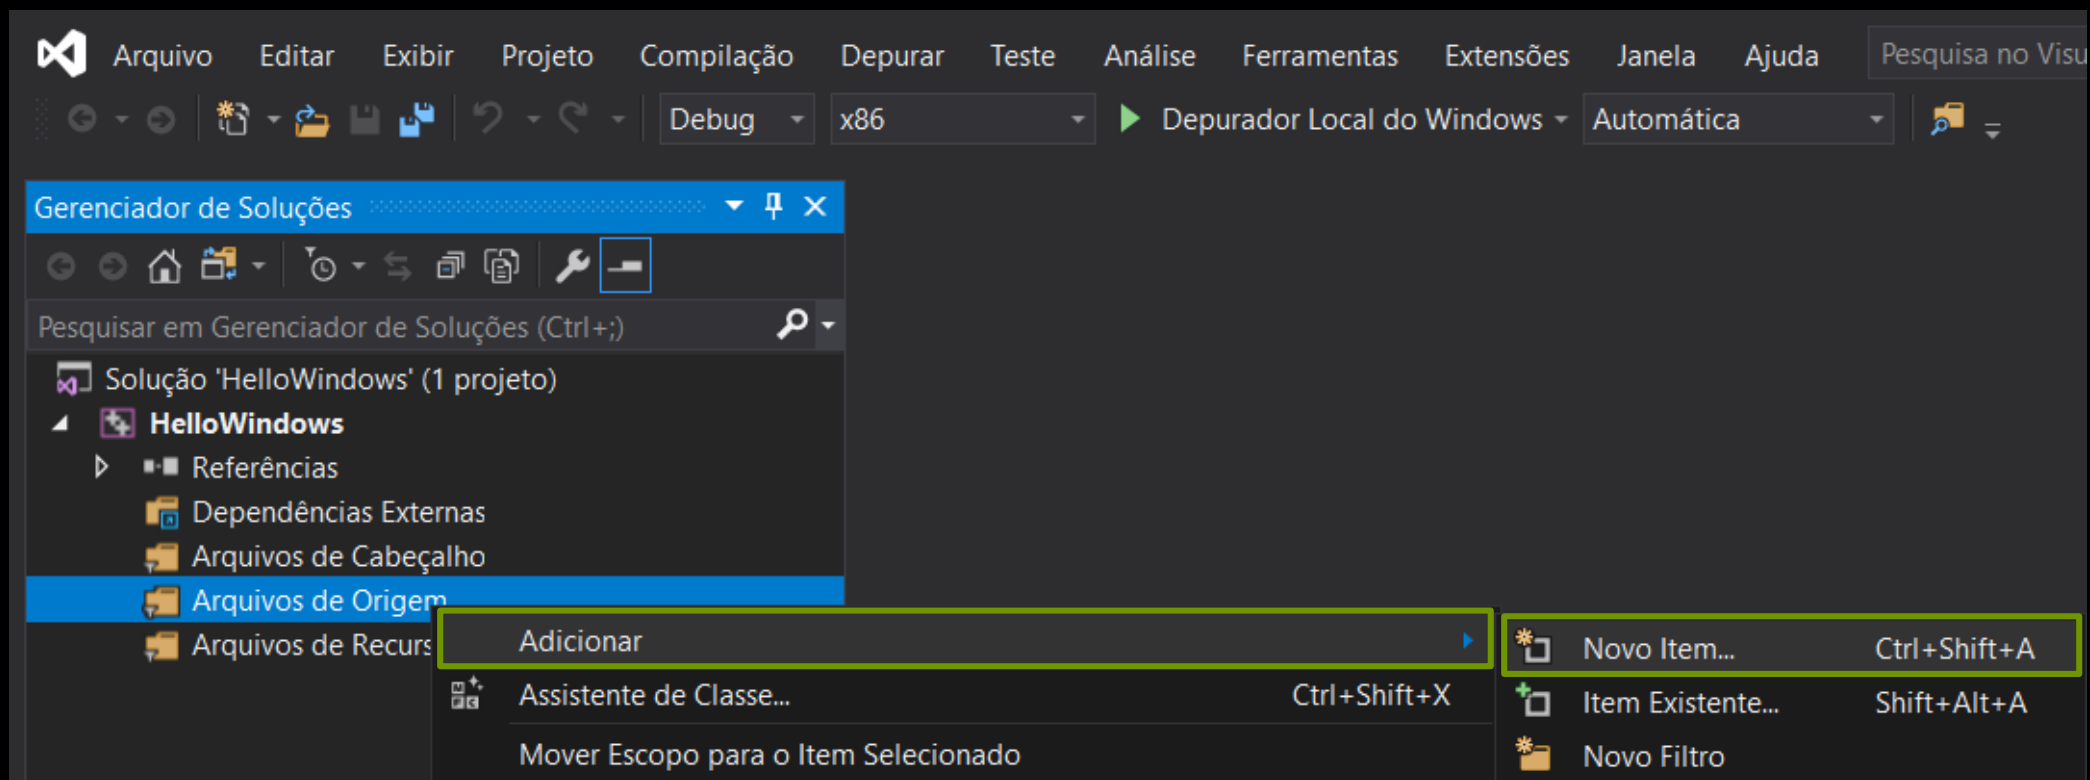 Arquivo Editar Exibir Projeto Compilação Depurar Teste Análise Ferramentas Extensões Janela Ajuda Pesquisa no Visu
Debug x86 Depurador Local do Windows Automática
Gerenciador de Soluções
Pesquisar em Gerenciador de Soluções (Ctrl+;)
Solução 'HelloWindows' (1 projeto)
HelloWindows
Referências
Dependências Externas
Arquivos de Cabeçalho
Arquivos de Origem
Arquivos de Recurs
Adicionar
Assistente de Classe... Ctrl+Shift+X
Mover Escopo para o Item Selecionado
Novo Item... Ctrl+Shift+A
Item Existente... Shift+Alt+A
Novo Filtro